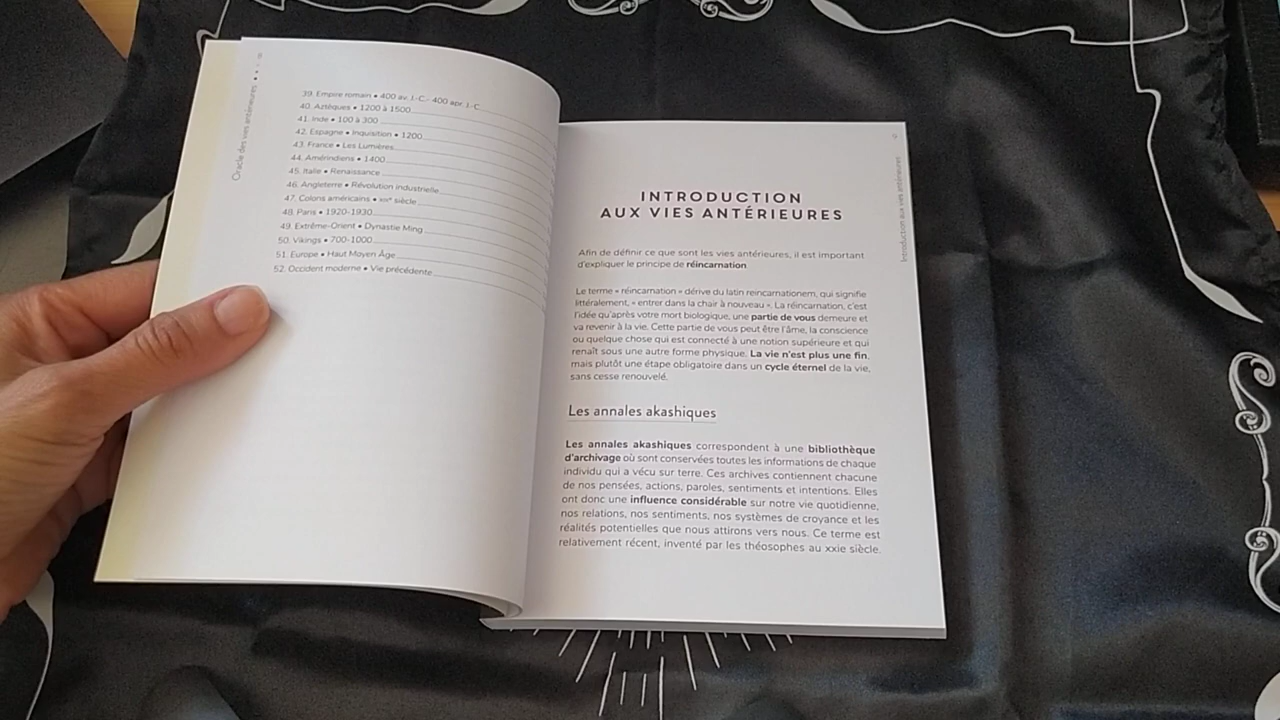 Oracle des vies antérieures
39. Empire romain • 400 av. J.-C.- 400 apr. J.-C.
40. Aztèques • 1200 à 1500
41. Inde • 100 à 300
42. Espagne • Inquisition • 1200
43. France • Les Lumières
44. Amérindiens • 1400
45. Italie • Renaissance
46. Angleterre • Révolution industrielle
47. Colons américains • XVIIe siècle
48. Paris • 1920-1930
49. Extrême-Orient • Dynastie Ming
50. Vikings • 700-1000
51. Europe • Haut Moyen Âge
52. Occident moderne • Vie précédente
INTRODUCTION
AUX VIES ANTÉRIEURES
Afin de définir ce que sont les vies antérieures, il est important
d'expliquer le principe de réincarnation
Le terme « réincarnation » dérive du latin reincarnationem, qui signifie
littéralement, « entrer dans la chair à nouveau ». La réincarnation, c'est
l'idée qu'après votre mort biologique, une partie de vous demeure et
va revenir à la vie. Cette partie de vous peut être l'âme, la conscience
ou quelque chose qui est connecté à une notion supérieure et qui
renaît sous une autre forme physique. La vie n'est plus une fin,
mais plutôt une étape obligatoire dans un cycle éternel de la vie,
sans cesse renouvelé.
Les annales akashiques
Les annales akashiques correspondent à une bibliothèque
d'archivage où sont conservées toutes les informations de chaque
individu qui a vécu sur terre. Ces archives contiennent chacune
de nos pensées, actions, paroles, sentiments et intentions. Elles
ont donc une influence considérable sur notre vie quotidienne,
nos relations, nos sentiments, nos systèmes de croyance et les
réalités potentielles que nous attirons vers nous. Ce terme est
relativement récent, inventé par les théosophes au xxie siècle.
Introduction aux vies antérieures